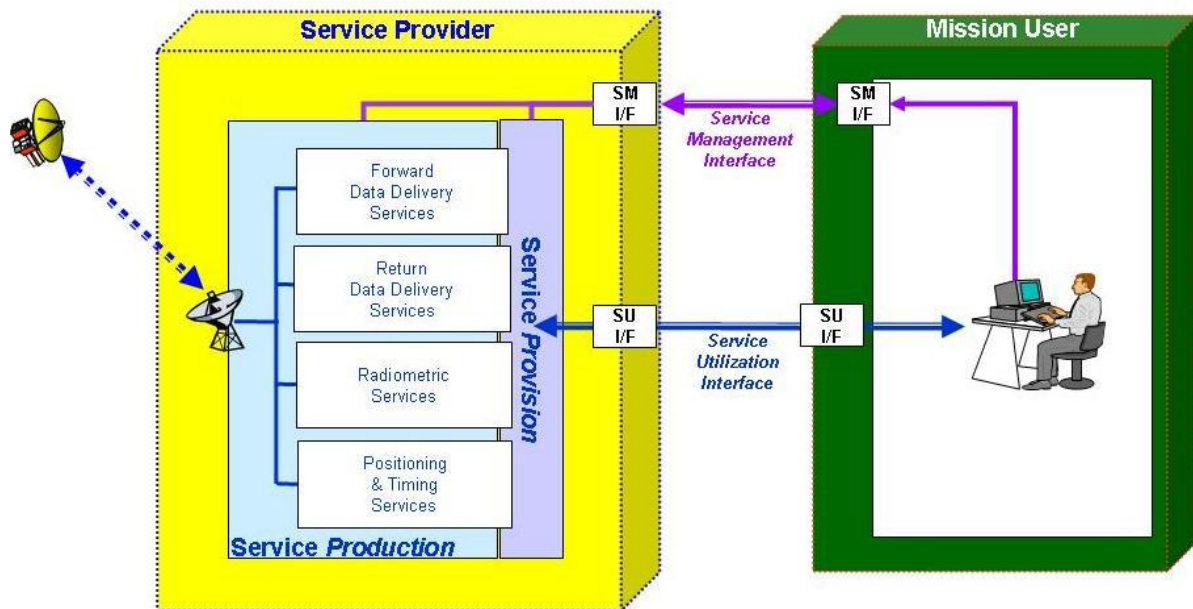 Service Provider
Mission User
SM
I/F
Service
Management
Interface
SM
I/F
Forward
Data Delivery
Services
Return
Data Delivery
Services
Radiometric
Services
Positioning
& Timing
Services
Service Provision
Service Production
SU
I/F
Service
Utilization
Interface
SU
I/F